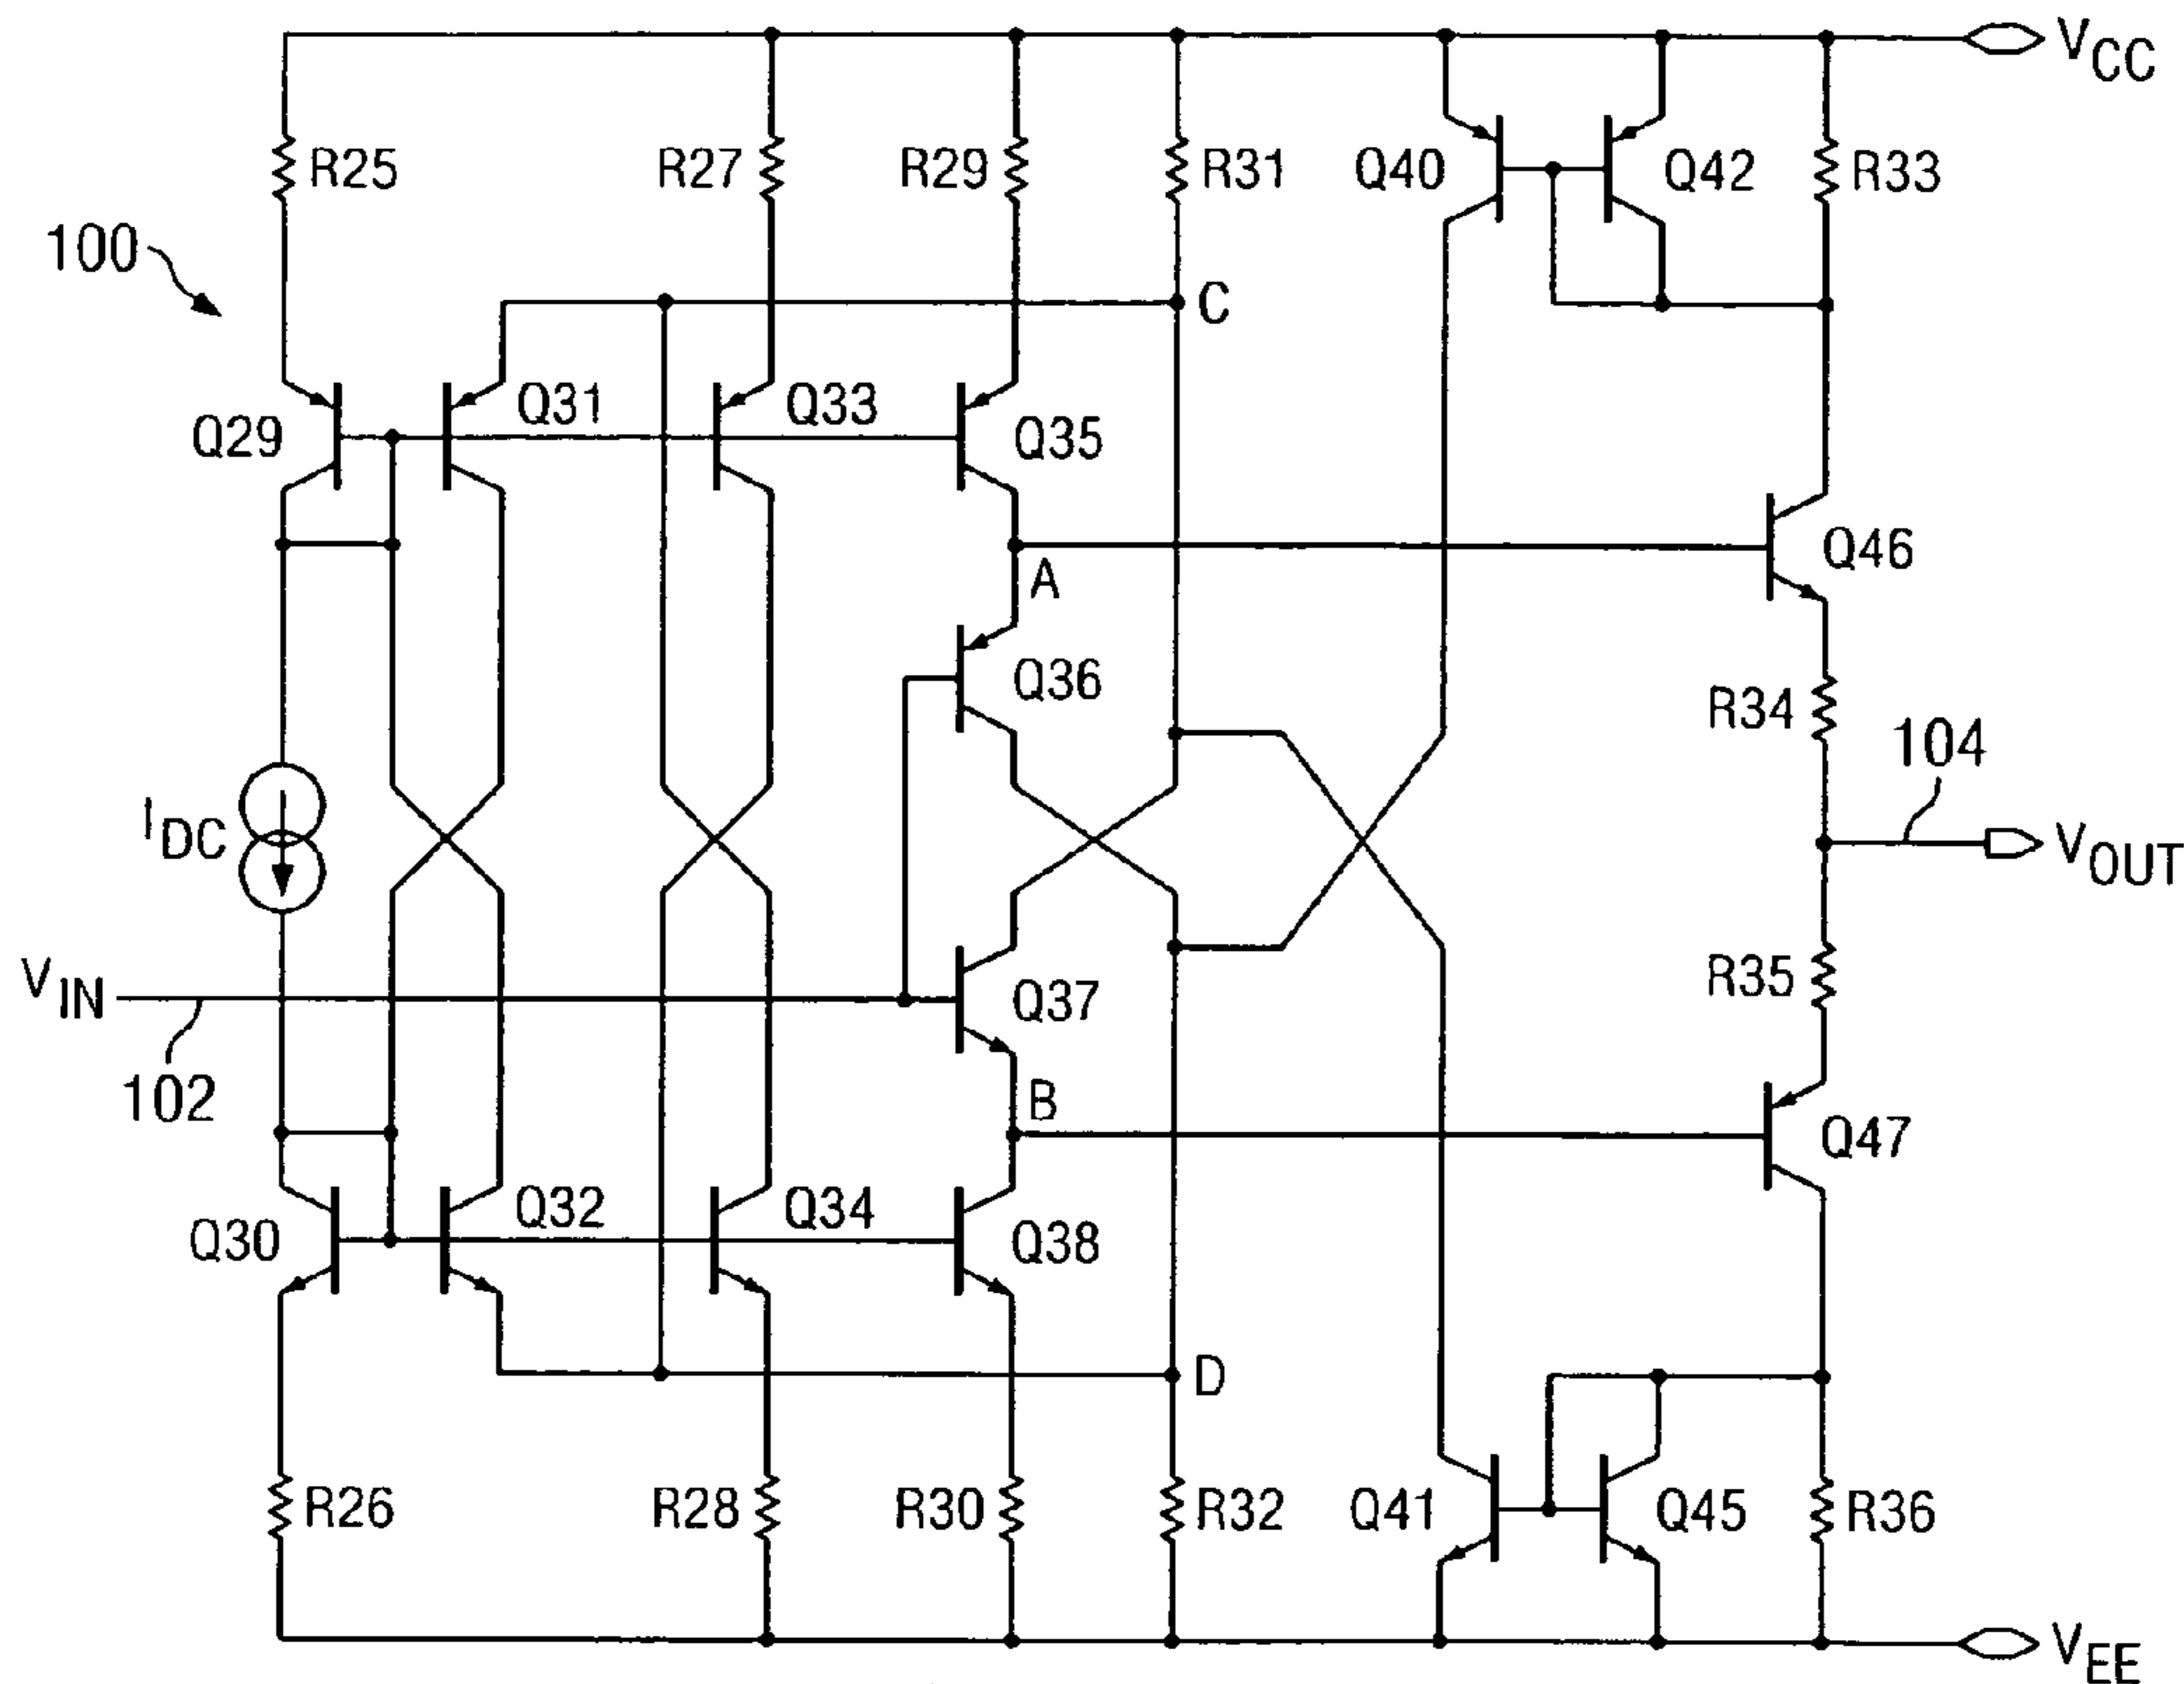 VCC
R25
R27
R29
R31
Q40
Q42
R33
100
C
Q29
Q31
Q33
Q35
Q46
A
Q36
R34
104
IDC
VOUT
VIN
Q37
R35
102
B
Q47
Q30
Q32
Q34
Q38
D
R26
R28
R30
R32
Q41
Q45
R36
VEE